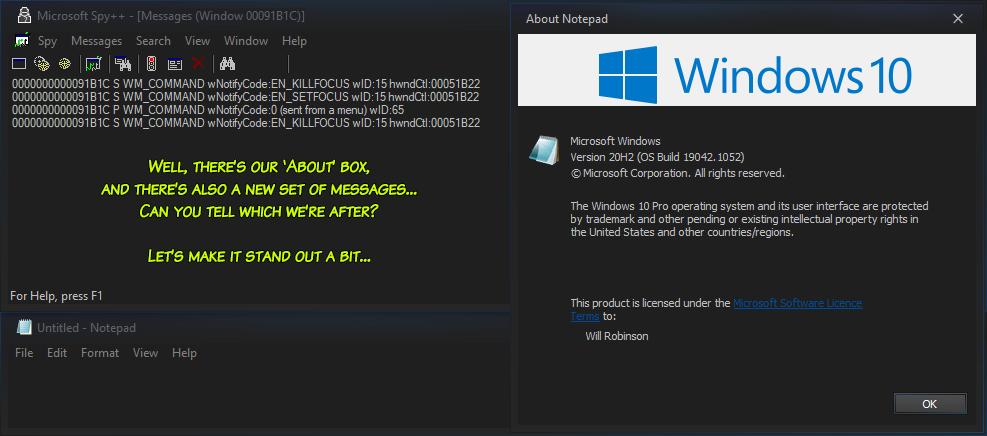 Microsoft Spy++ - [Messages (Window 00091B1C)]
Spy Messages Search View Window Help
0000000000091B1C S WM_COMMAND wNotifyCode:EN_KILLFOCUS wID:15 hwndCtl:00051B22
0000000000091B1C S WM_COMMAND wNotifyCode:EN_SETFOCUS wID:15 hwndCtl:00051B22
0000000000091B1C P WM_COMMAND wNotifyCode:0 (sent from a menu) wID:65
0000000000091B1C S WM_COMMAND wNotifyCode:EN_KILLFOCUS wID:15 hwndCtl:00051B22
Well, there's our 'About' box,
and there's also a new set of messages...
Can you tell which we're after?
Let's make it stand out a bit...
For Help, press F1
Untitled - Notepad
File Edit Format View Help
About Notepad
Windows 10
Microsoft Windows
Version 20H2 (OS Build 19042.1052)
© Microsoft Corporation. All rights reserved.
The Windows 10 Pro operating system and its user interface are protected
by trademark and other pending or existing intellectual property rights in
the United States and other countries/regions.
This product is licensed under the Microsoft Software Licence
Terms to:
Will Robinson
OK